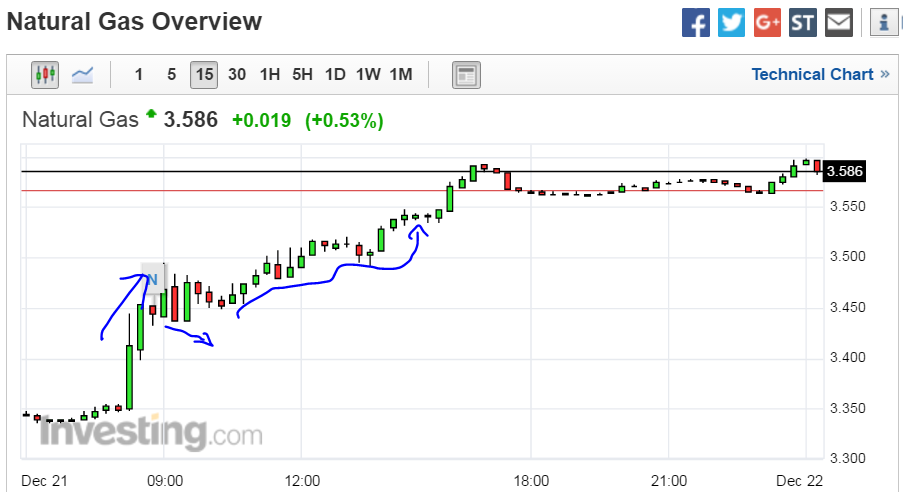 Natural Gas Overview
f G+ ST i
1 5 15 30 1H 5H 1D 1W 1M Technical Chart »
Natural Gas 3.586 +0.019 (+0.53%)
3.586
3.550
3.500
N
3.450
3.400
3.350
Investing.com
3.300
Dec 21 09:00 12:00 18:00 21:00 Dec 22